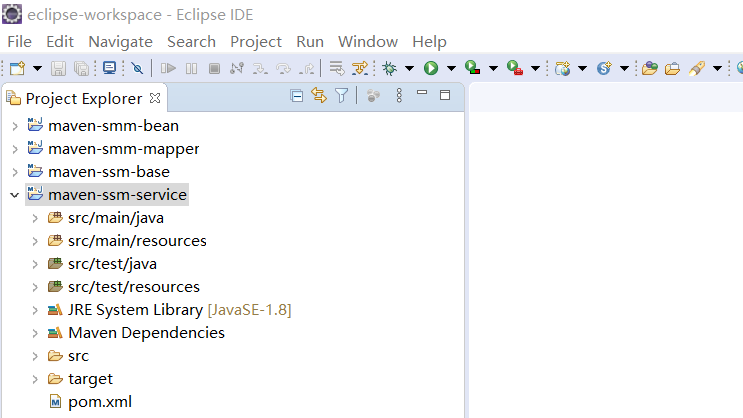 eclipse-workspace - Eclipse IDE
File Edit Navigate Search Project Run Window Help
Project Explorer
maven-smm-bean
maven-smm-mapper
maven-ssm-base
maven-ssm-service
src/main/java
src/main/resources
src/test/java
src/test/resources
JRE System Library [JavaSE-1.8]
Maven Dependencies
src
target
pom.xml